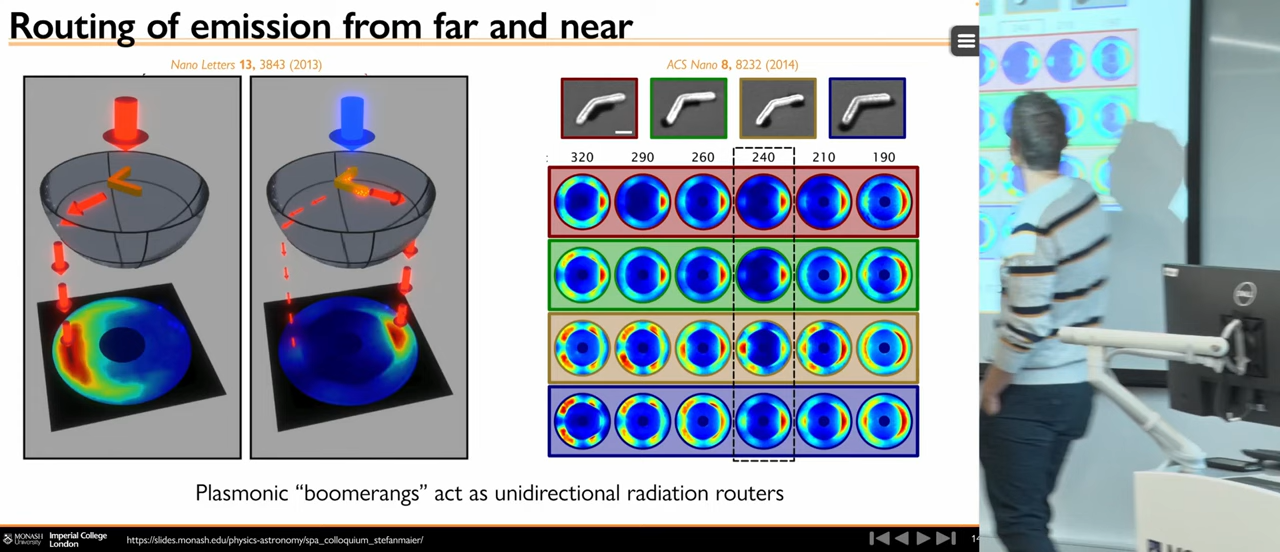 Routing of emission from far and near
Nano Letters 13, 3843 (2013)
ACS Nano 8, 8232 (2014)
320 290 260 240 210 190
Plasmonic “boomerangs” act as unidirectional radiation routers
MONASH University
Imperial College London
https://slides.monash.edu/physics-astronomy/spa_colloquium_stefanmaier/
DELL